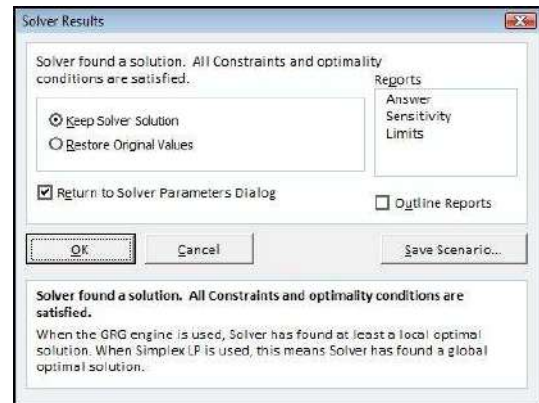 Solver Results
Solver found a solution. All Constraints and optimality
conditions are satisfied.
Reports
Answer
Sensitivity
Limits
Keep Solver Solution
Restore Original Values
Return to Solver Parameters Dialog
Outline Reports
OK
Cancel
Save Scenario...
Solver found a solution. All Constraints and optimality conditions are
satisfied.
When the GRG engine is used, Solver has found at least a local optimal
solution. When Simplex LP is used, this means Solver has found a global
optimal solution.